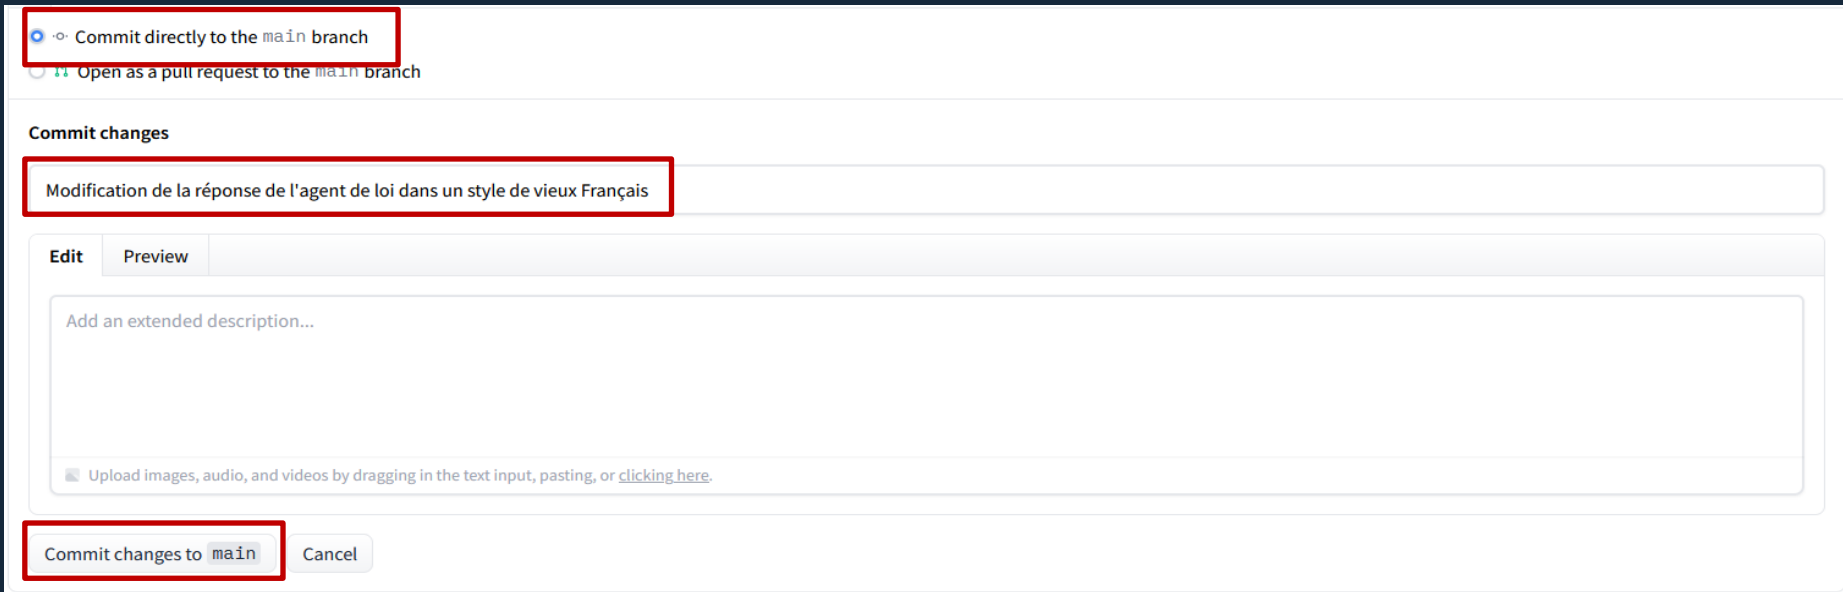 Commit directly to the main branch
Open as a pull request to the main branch
Commit changes
Modification de la réponse de l'agent de loi dans un style de vieux Français
Edit Preview
Add an extended description...
Upload images, audio, and videos by dragging in the text input, pasting, or clicking here.
Commit changes to main Cancel